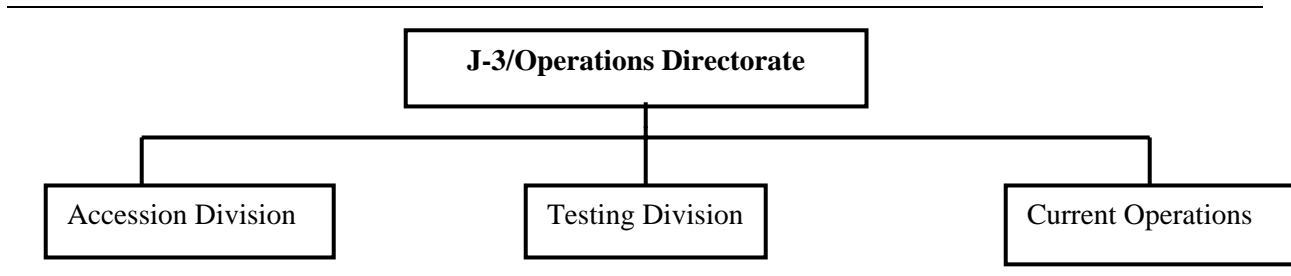 J-3/Operations Directorate
Accession Division
Testing Division
Current Operations